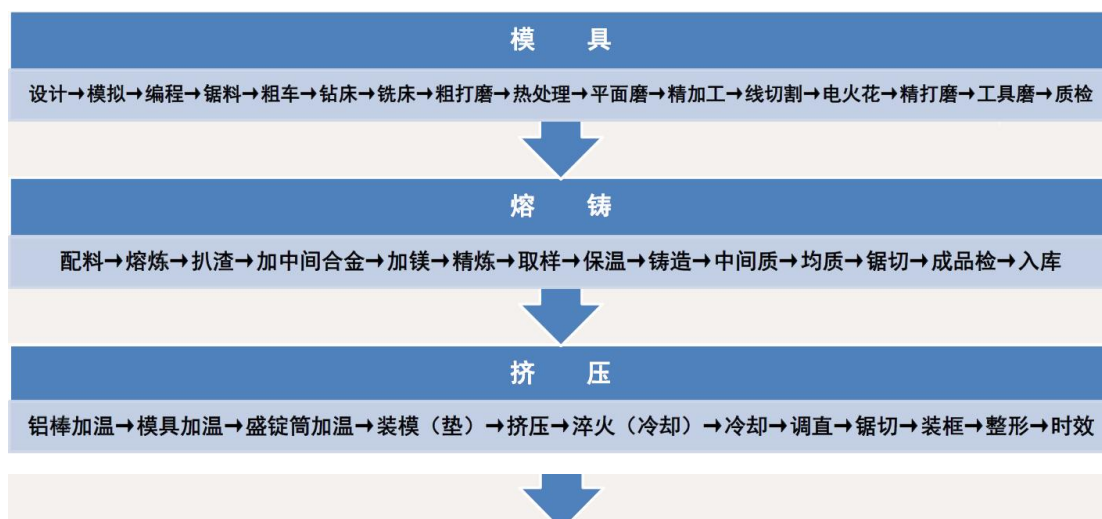 模 具
设计→模拟→编程→锯料→粗车→钻床→铣床→粗打磨→热处理→平面磨→精加工→线切割→电火花→精打磨→工具磨→质检
熔 铸
配料→熔炼→扒渣→加中间合金→加镁→精炼→取样→保温→铸造→中间质→均质→锯切→成品检→入库
挤 压
铝棒加温→模具加温→盛锭筒加温→装模（垫）→挤压→淬火（冷却）→冷却→调直→锯切→装框→整形→时效